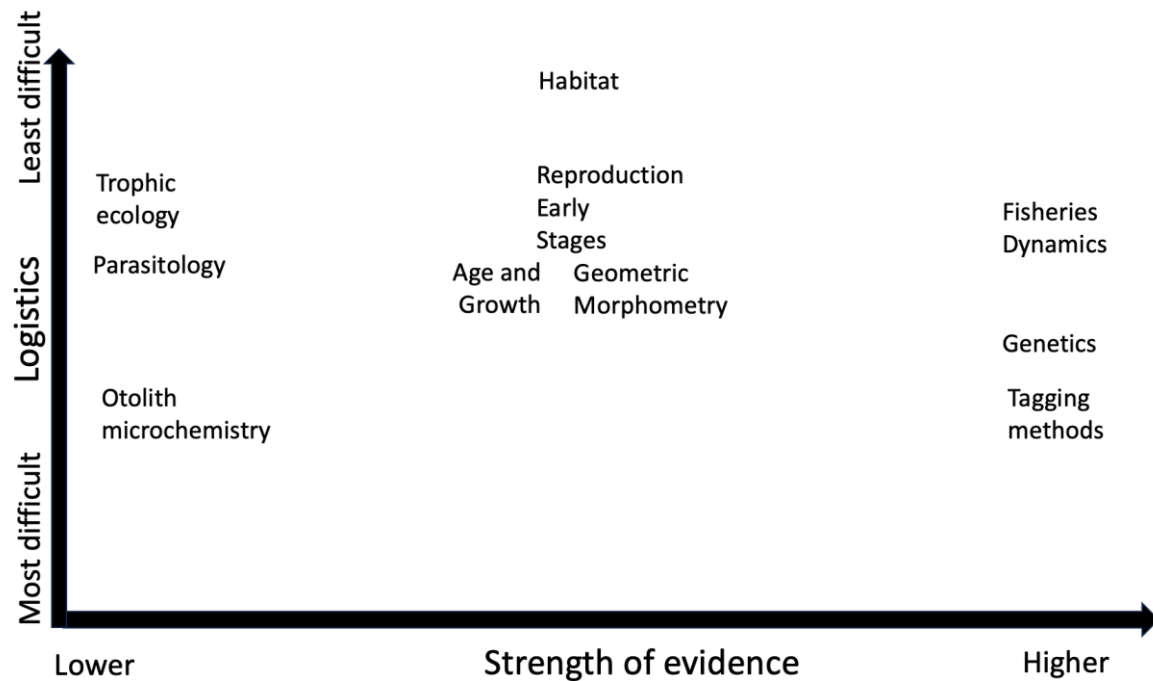 Least difficult
Logistics
Most difficult
Habitat
Trophic
ecology
Reproduction
Early
Stages
Fisheries
Dynamics
Parasitology
Age and
Growth
Geometric
Morphometry
Genetics
Otolith
microchemistry
Tagging
methods
Lower
Strength of evidence
Higher